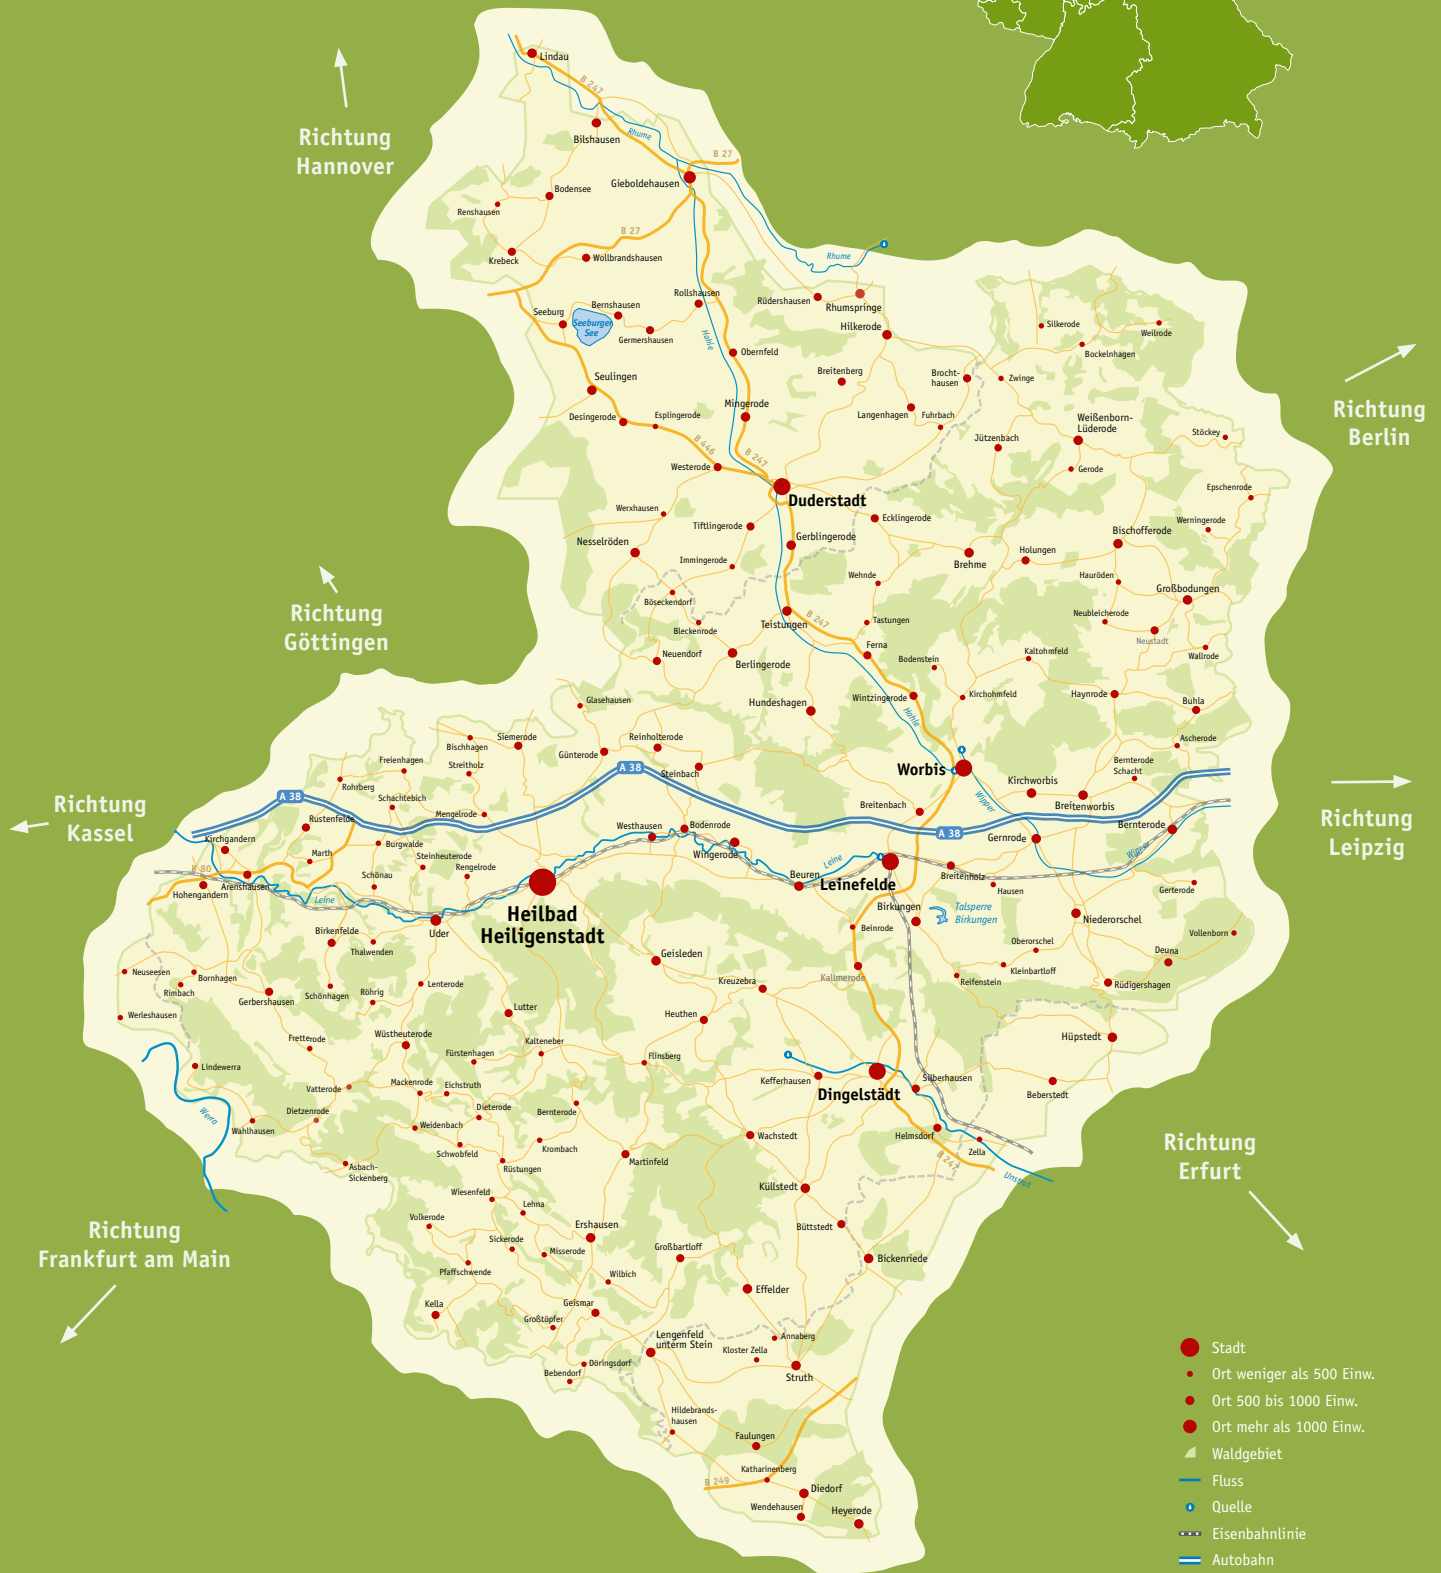 Lindau
B 247
Bilshausen
Rhume
B 27
Richtung
Hannover
Gieboldehausen
Bodensee
Renshausen
B 27
Krebeck
Wollbrandshausen
Rhume
Rollshausen
Rüdershausen
Rhumspringe
Bernshausen
Seeburg
Seeburger
See
Germershausen
Hahle
Hilkerode
Silkerode
Weilrode
Bockelnhagen
Obernfeld
Breitenberg
Brocht-
hausen
Zwinge
Seulingen
Mingerode
Desingerode
Esplingerode
Langenhagen
Fuhrbach
Weißenborn-
Lüderode
Richtung
Berlin
Jützenbach
Stöckey
B 446
B 247
Westerode
Gerode
Duderstadt
Epschenrode
Werxhausen
Ecklingerode
Werningerode
Tiftlingerode
Nesselröden
Gerblingerode
Bischofferode
Holungen
Brehme
Immingerode
Wehnde
Hauröden
Großbodungen
Böseckendorf
Neubleicherode
Richtung
Göttingen
Teistungen
B 247
Tastungen
Bleckenrode
Neustadt
Ferna
Kaltohmfeld
Wallrode
Neuendorf
Berlingerode
Bodenstein
Glasehausen
Hundeshagen
Wintzingerode
Kirchohmfeld
Haynrode
Buhla
Hahle
Bischhagen
Siemerode
Reinholterode
Günterode
Ascherode
Freienhagen
Streitholz
Steinbach
A 38
Worbis
Bernterode
Schacht
Rohrberg
Kirchworbis
Breitenworbis
A 38
Schachtebich
Mengelrode
Wipper
Breitenbach
Richtung
Kassel
Richtung
Leipzig
Rustenfelde
Westhausen
Bodenrode
A 38
Gernrode
Bernterode
Kirchgandern
Burgwalde
Marth
Steinheuterode
Wingerode
Wipper
B 80
Rengelrode
Leine
Schönau
Beuren
Leinefelde
Breitenholz
Hausen
Arenshausen
Hohengandern
Gerterode
Leine
Heilbad
Heiligenstadt
Birkungen
Talsperre
Birkungen
Niederorschel
Uder
Birkenfelde
Thalwenden
Beinrode
Vollenborn
Oberorschel
Geisleden
Deuna
Kleinbartloff
Neuseesen
Bornhagen
Rimbach
Kallmerode
Kreuzebra
Reifenstein
Rüdigershagen
Lenterode
Gerbershausen
Schönhagen
Röhrig
Lutter
Heuthen
Werleshausen
Wüstheuterode
Fretterode
Kalteneber
Hüpstedt
Fürstenhagen
Flinsberg
Lindewerra
Kefferhausen
Silberhausen
Mackenrode
Eichstruth
Vatterode
Dingelstädt
Beberstedt
Dieterode
Bernterode
Dietzenrode
Werra
Weidenbach
Wahlhausen
Wachstedt
Helmsdorf
Krombach
Schwobfeld
Zella
Richtung
Erfurt
Martinfeld
Rüstungen
Asbach-
Sickenberg
B 247
Unstrut
Küllstedt
Wiesenfeld
Lehna
Volkerode
Ershausen
Büttstedt
Richtung
Frankfurt am Main
Sickerode
Misserode
Großbartloff
Bickenriede
Pfaffschwende
Wilbich
Effelder
Kella
Geismar
Großtöpfer
Lengenfeld
unterm Stein
Annaberg
Kloster Zella
Stadt
Döringsdorf
Bebendorf
Struth
Ort weniger als 500 Einw.
Ort 500 bis 1000 Einw.
Hildebrands-
hausen
Ort mehr als 1000 Einw.
Faulungen
Waldgebiet
Katharinenberg
B 249
Fluss
Diedorf
Wendehausen
Heyerode
Quelle
Eisenbahnlinie
Autobahn